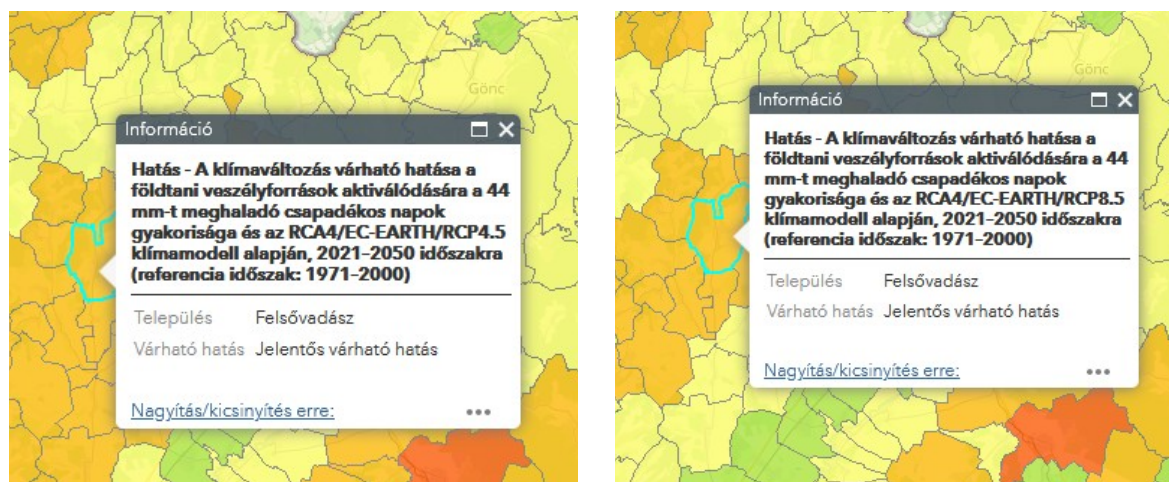 Gönc
Információ
Hatás - A klímaváltozás várható hatása a
földtani veszélyforrások aktiválódására a 44
mm-t meghaladó csapadékos napok
gyakorisága és az RCA4/EC-EARTH/RCP4.5
klímamodell alapján, 2021-2050 időszakra
(referencia időszak: 1971-2000)
Település Felsővadász
Várható hatás Jelentős várható hatás
Nagyítás/kicsinyítés erre:
Gönc
Információ
Hatás - A klímaváltozás várható hatása a
földtani veszélyforrások aktiválódására a 44
mm-t meghaladó csapadékos napok
gyakorisága és az RCA4/EC-EARTH/RCP8.5
klímamodell alapján, 2021-2050 időszakra
(referencia időszak: 1971-2000)
Település Felsővadász
Várható hatás Jelentős várható hatás
Nagyítás/kicsinyítés erre: